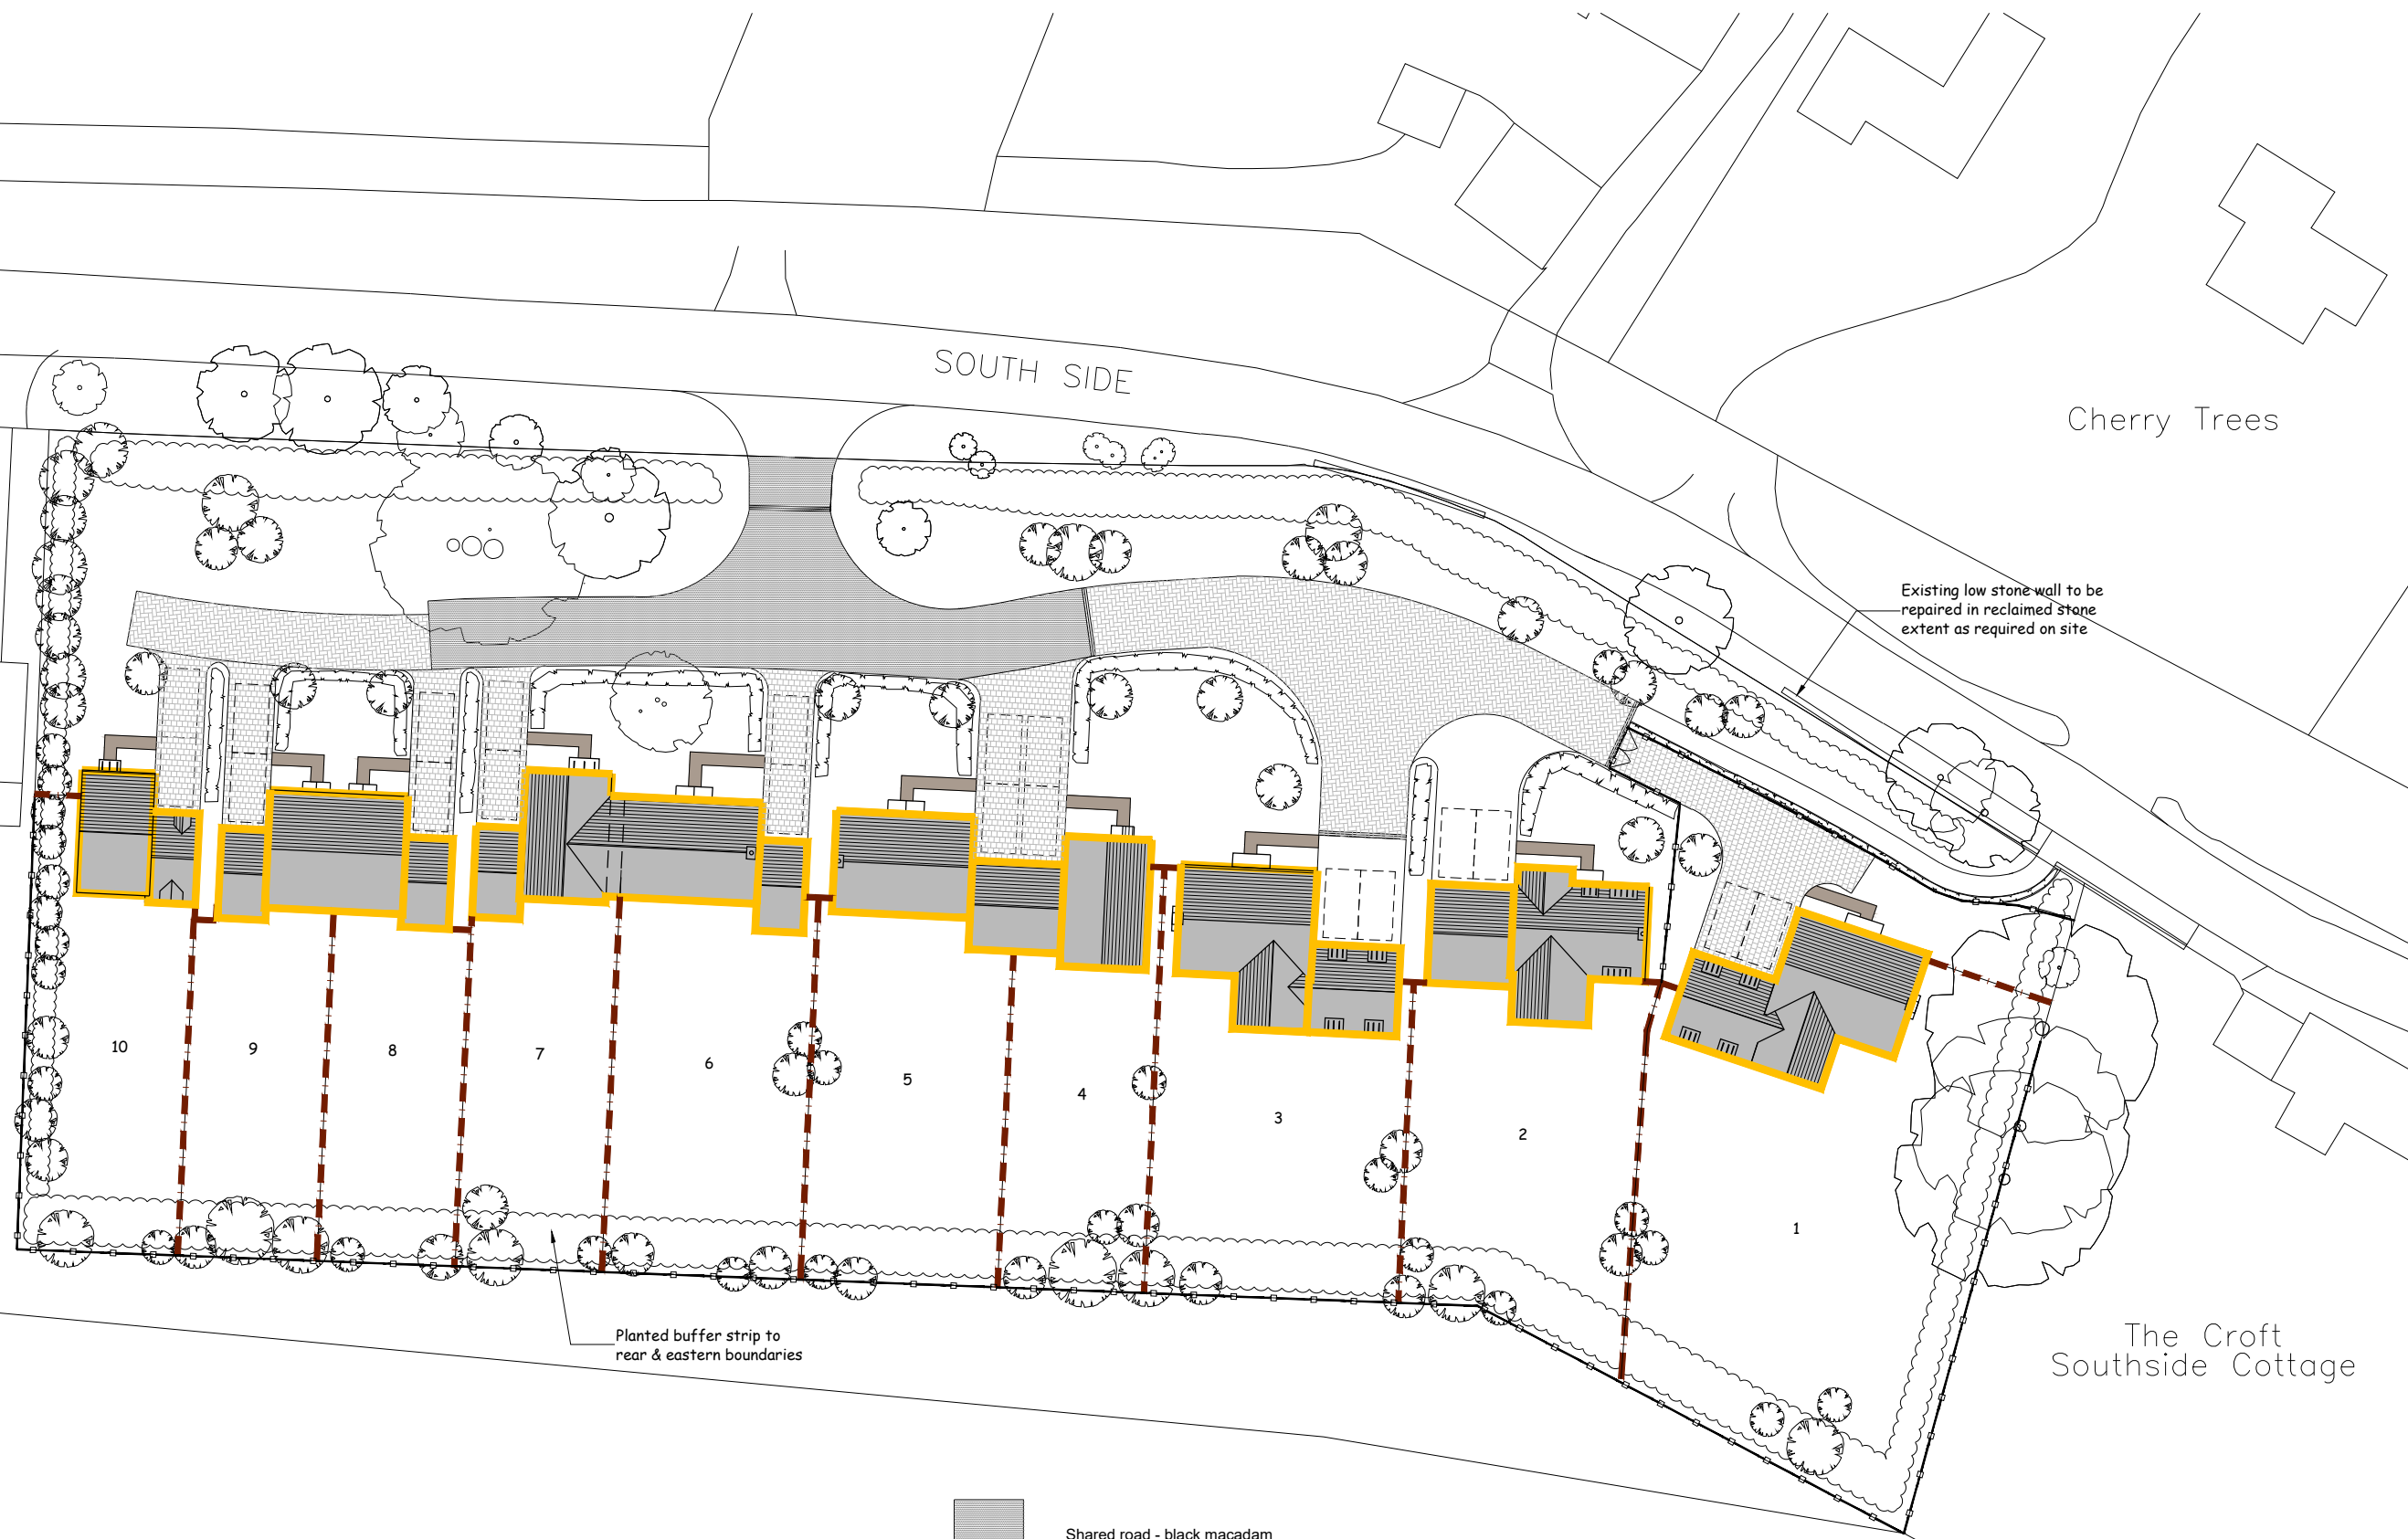 SOUTH SIDE
Cherry Trees
Existing low stone wall to be
repaired in reclaimed stone
extent as required on site
10
9
8
7
6
5
4
3
2
1
Planted buffer strip to
rear & eastern boundaries
The Croft
Southside Cottage
Shared road - black macadam